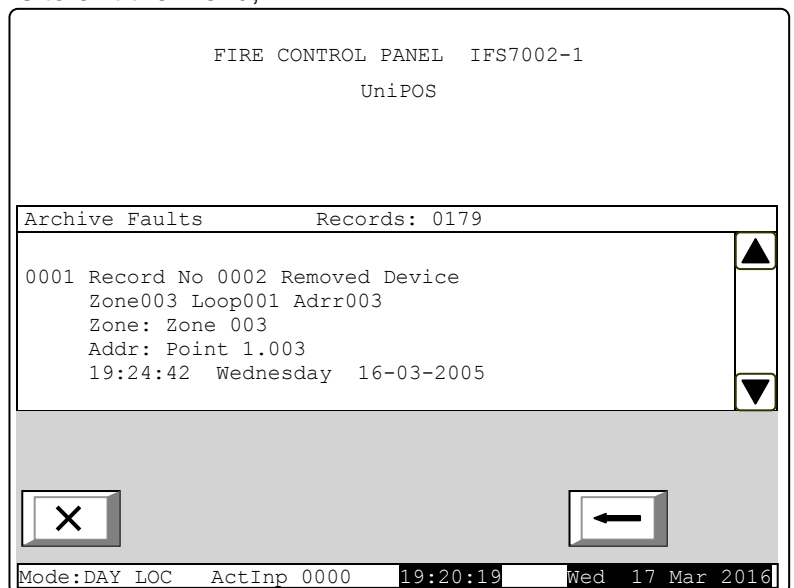 FIRE CONTROL PANEL IFS7002-1
UniPOS
Archive Faults Records: 0179
0001 Record No 0002 Removed Device
Zone003 Loop001 Adrr003
Zone: Zone 003
Addr: Point 1.003
19:24:42 Wednesday 16-03-2005
Mode:DAY LOC ActInp 0000 19:20:19 Wed 17 Mar 2016